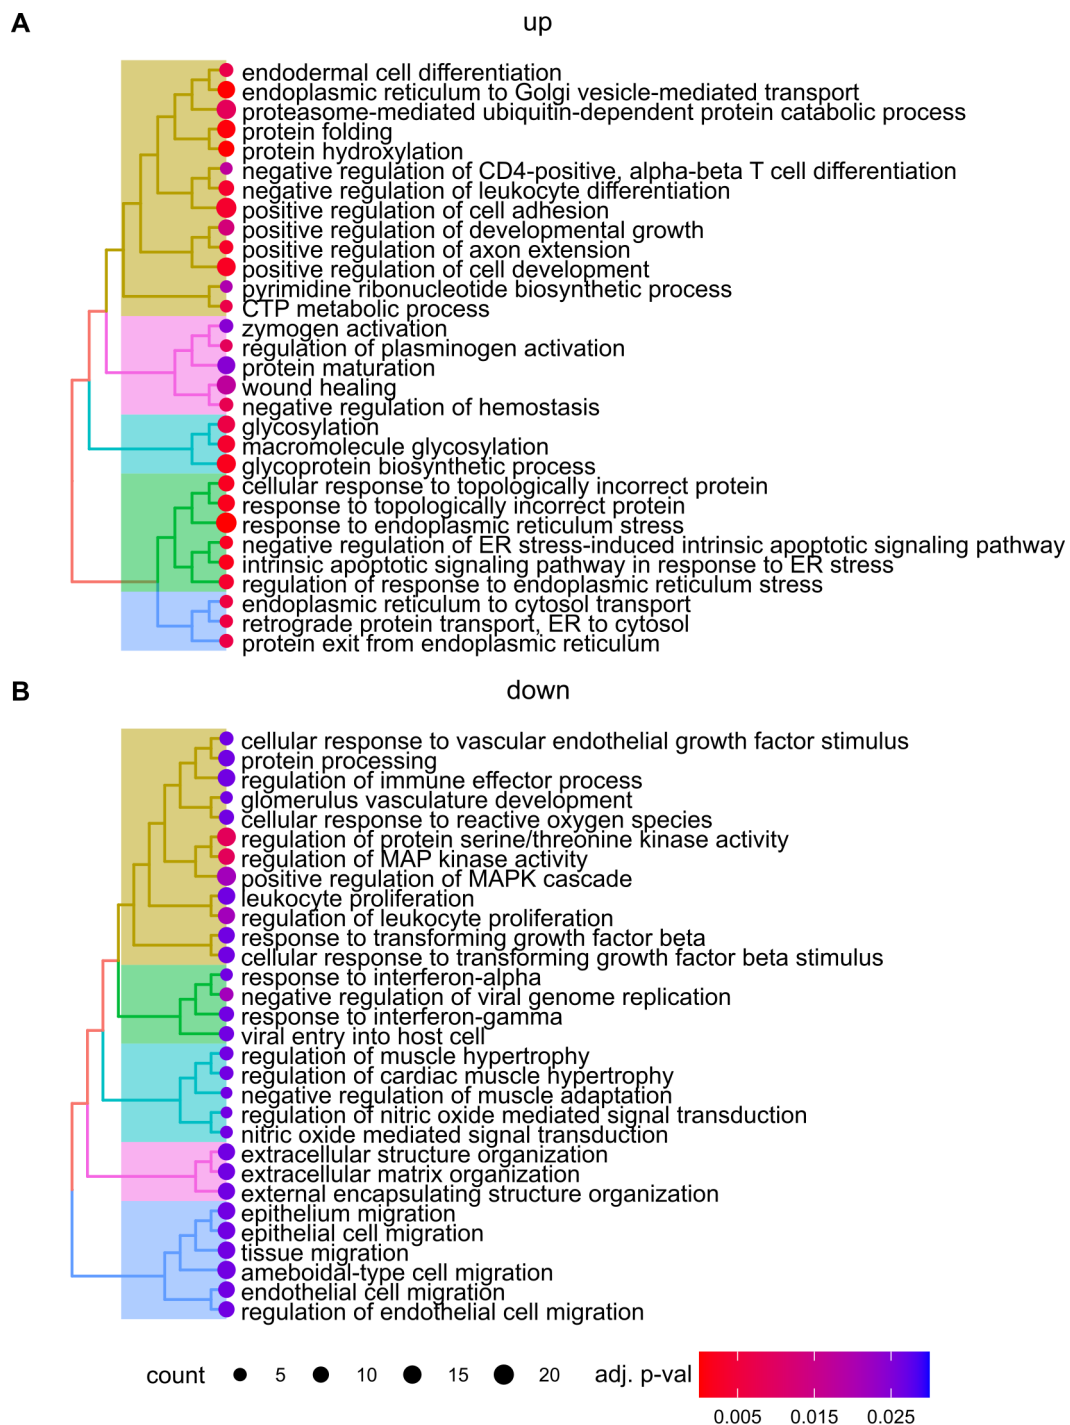 A
up
endodermal cell differentiation
endoplasmic reticulum to Golgi vesicle-mediated transport
proteasome-mediated ubiquitin-dependent protein catabolic process
protein folding
protein hydroxylation
negative regulation of CD4-positive, alpha-beta T cell differentiation
negative regulation of leukocyte differentiation
positive regulation of cell adhesion
positive regulation of developmental growth
positive regulation of axon extension
positive regulation of cell development
pyrimidine ribonucleotide biosynthetic process
CTP metabolic process
zymogen activation
regulation of plasminogen activation
protein maturation
wound healing
negative regulation of hemostasis
glycosylation
macromolecule glycosylation
glycoprotein biosynthetic process
cellular response to topologically incorrect protein
response to topologically incorrect protein
response to endoplasmic reticulum stress
negative regulation of ER stress-induced intrinsic apoptotic signaling pathway
intrinsic apoptotic signaling pathway in response to ER stress
regulation of response to endoplasmic reticulum stress
endoplasmic reticulum to cytosol transport
retrograde protein transport, ER to cytosol
protein exit from endoplasmic reticulum
B
down
cellular response to vascular endothelial growth factor stimulus
protein processing
regulation of immune effector process
glomerulus vasculature development
cellular response to reactive oxygen species
regulation of protein serine/threonine kinase activity
regulation of MAP kinase activity
positive regulation of MAPK cascade
leukocyte proliferation
regulation of leukocyte proliferation
response to transforming growth factor beta
cellular response to transforming growth factor beta stimulus
response to interferon-alpha
negative regulation of viral genome replication
response to interferon-gamma
viral entry into host cell
regulation of muscle hypertrophy
regulation of cardiac muscle hypertrophy
negative regulation of muscle adaptation
regulation of nitric oxide mediated signal transduction
nitric oxide mediated signal transduction
extracellular structure organization
extracellular matrix organization
external encapsulating structure organization
epithelium migration
epithelial cell migration
tissue migration
ameboidal-type cell migration
endothelial cell migration
regulation of endothelial cell migration
count 5 10 15 20 adj. p-val
0.005 0.015 0.025